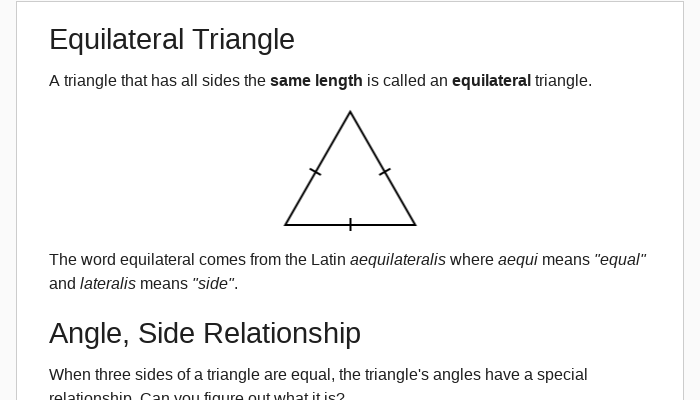 Equilateral Triangle
A triangle that has all sides the same length is called an equilateral triangle.
The word equilateral comes from the Latin aequilateralis where aequi means "equal"
and lateralis means "side".
Angle, Side Relationship
When three sides of a triangle are equal, the triangle's angles have a special
relationship. Can you figure out what it is?